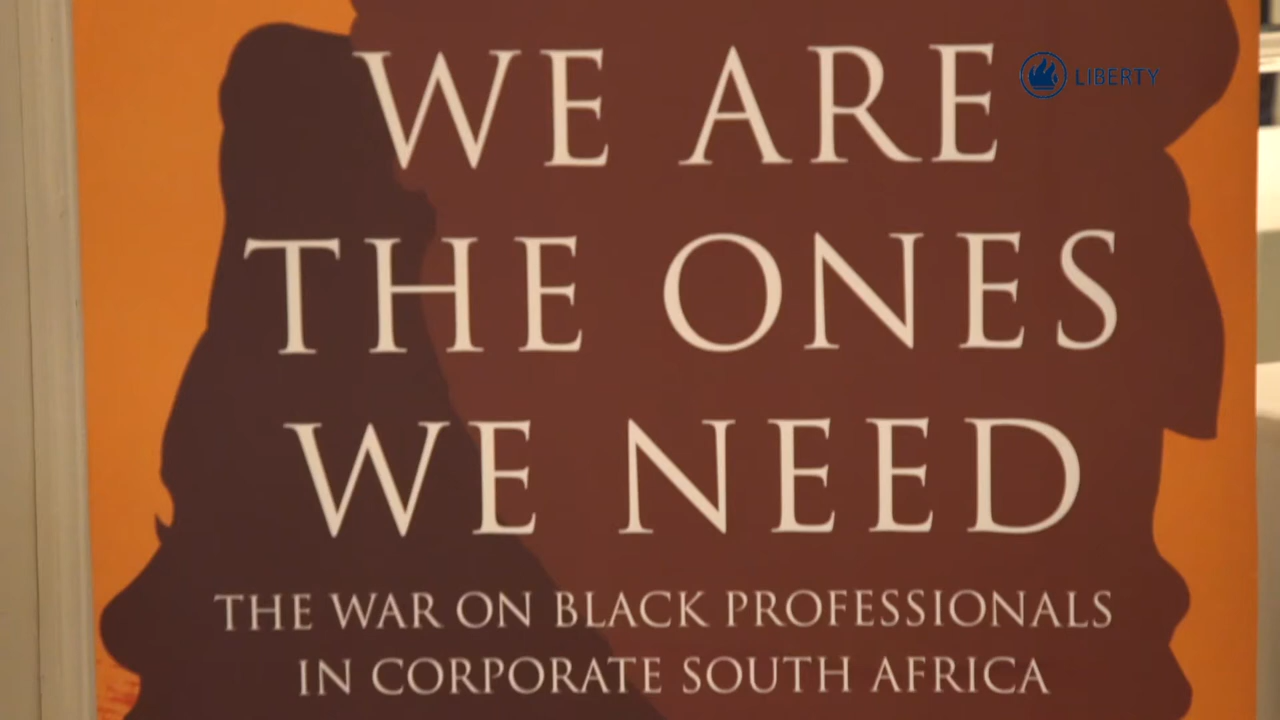 WE ARE
LIBERTY
THE ONES
WE NEED
THE WAR ON BLACK PROFESSIONALS
IN CORPORATE SOUTH AFRICA